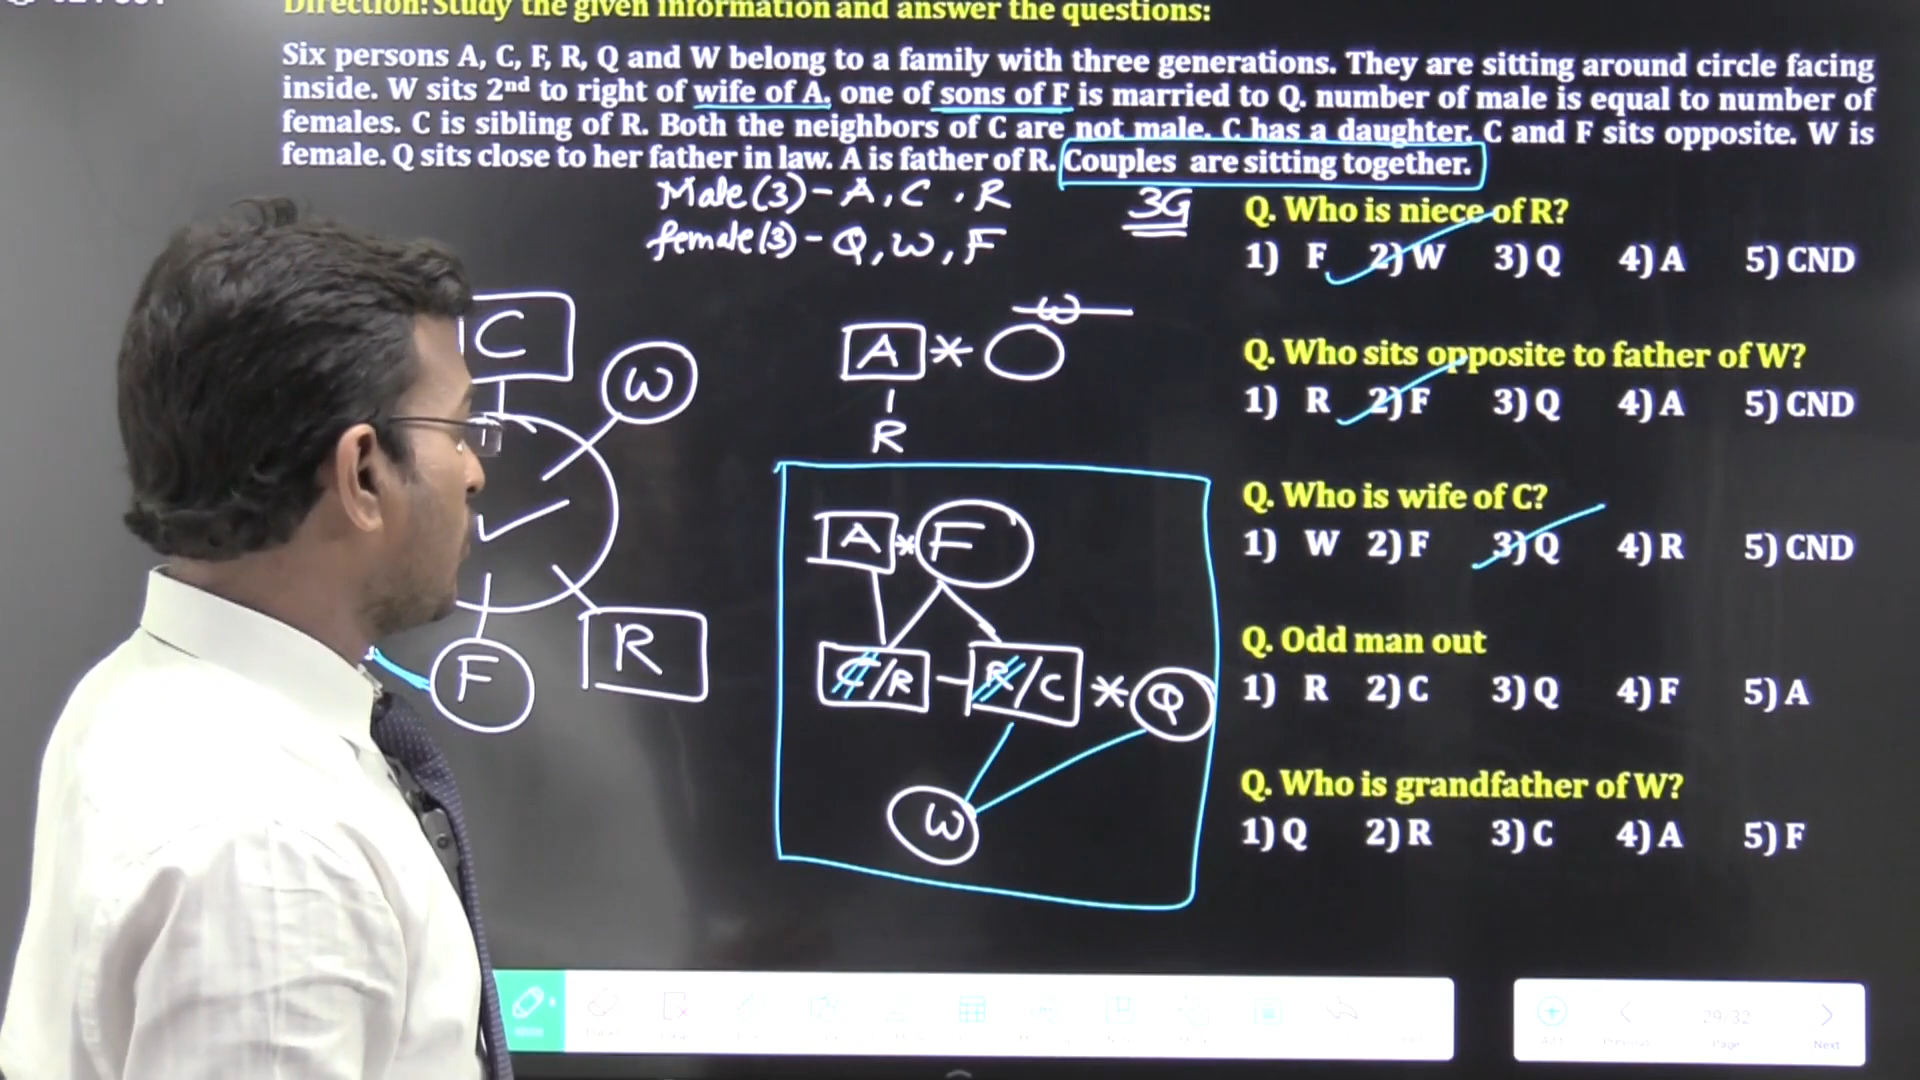 Direction: Study the given information and answer the questions:
Six persons A, C, F, R, Q and W belong to a family with three generations. They are sitting around circle facing
inside. W sits 2nd to right of wife of A. one of sons of F is married to Q. number of male is equal to number of
females. C is sibling of R. Both the neighbors of C are not male. C has a daughter. C and F sits opposite. W is
female. Q sits close to her father in law. A is father of R. Couples are sitting together.
Male(3) - A, C, R
female(3) - Q, W, F
3G
Q. Who is niece of R?
1) F 2) W 3) Q 4) A 5) CND
C
W
A * W
R
Q. Who sits opposite to father of W?
1) R 2) F 3) Q 4) A 5) CND
Q. Who is wife of C?
1) W 2) F 3) Q 4) R 5) CND
A * F
F
R
C/R - R/C * Q
W
Q. Odd man out
1) R 2) C 3) Q 4) F 5) A
Q. Who is grandfather of W?
1) Q 2) R 3) C 4) A 5) F
29/32
Page
Next